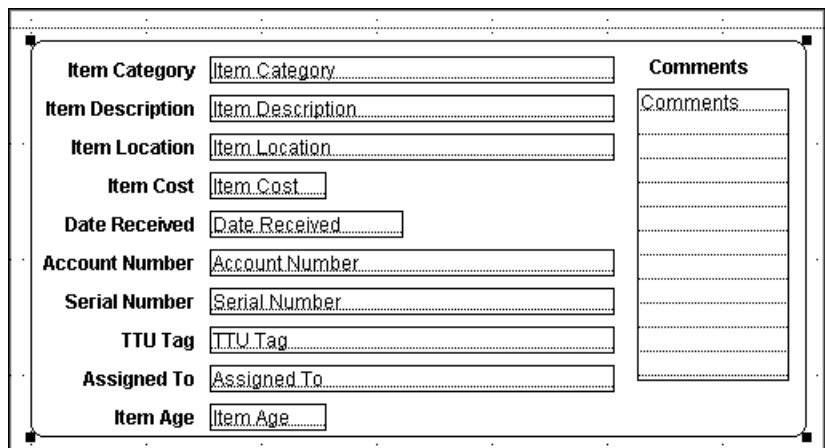 Item Category Item Category
Item Description Item Description
Item Location Item Location
Item Cost Item Cost
Date Received Date Received
Account Number Account Number
Serial Number Serial Number
TTU Tag TTU Tag
Assigned To Assigned To
Item Age Item Age
Comments
Comments